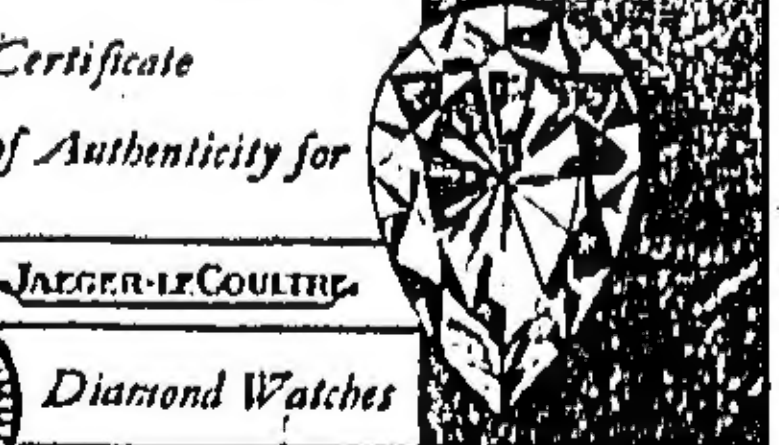 Certificate
of Authenticity for
JAEGER-LECOULTRE
Diamond Watches